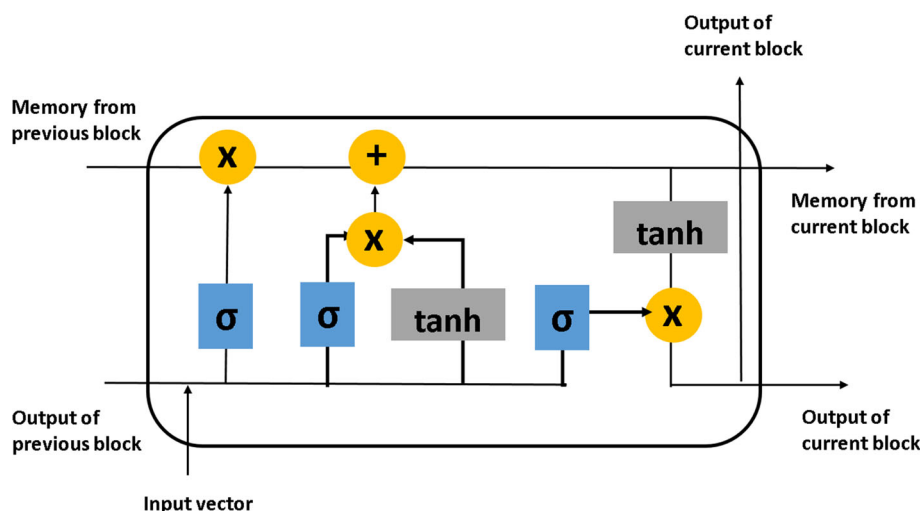 Output of
current block
Memory from
previous block
x
+
Memory from
current block
tanh
x
σ
σ
tanh
σ
x
Output of
previous block
Output of
current block
Input vector